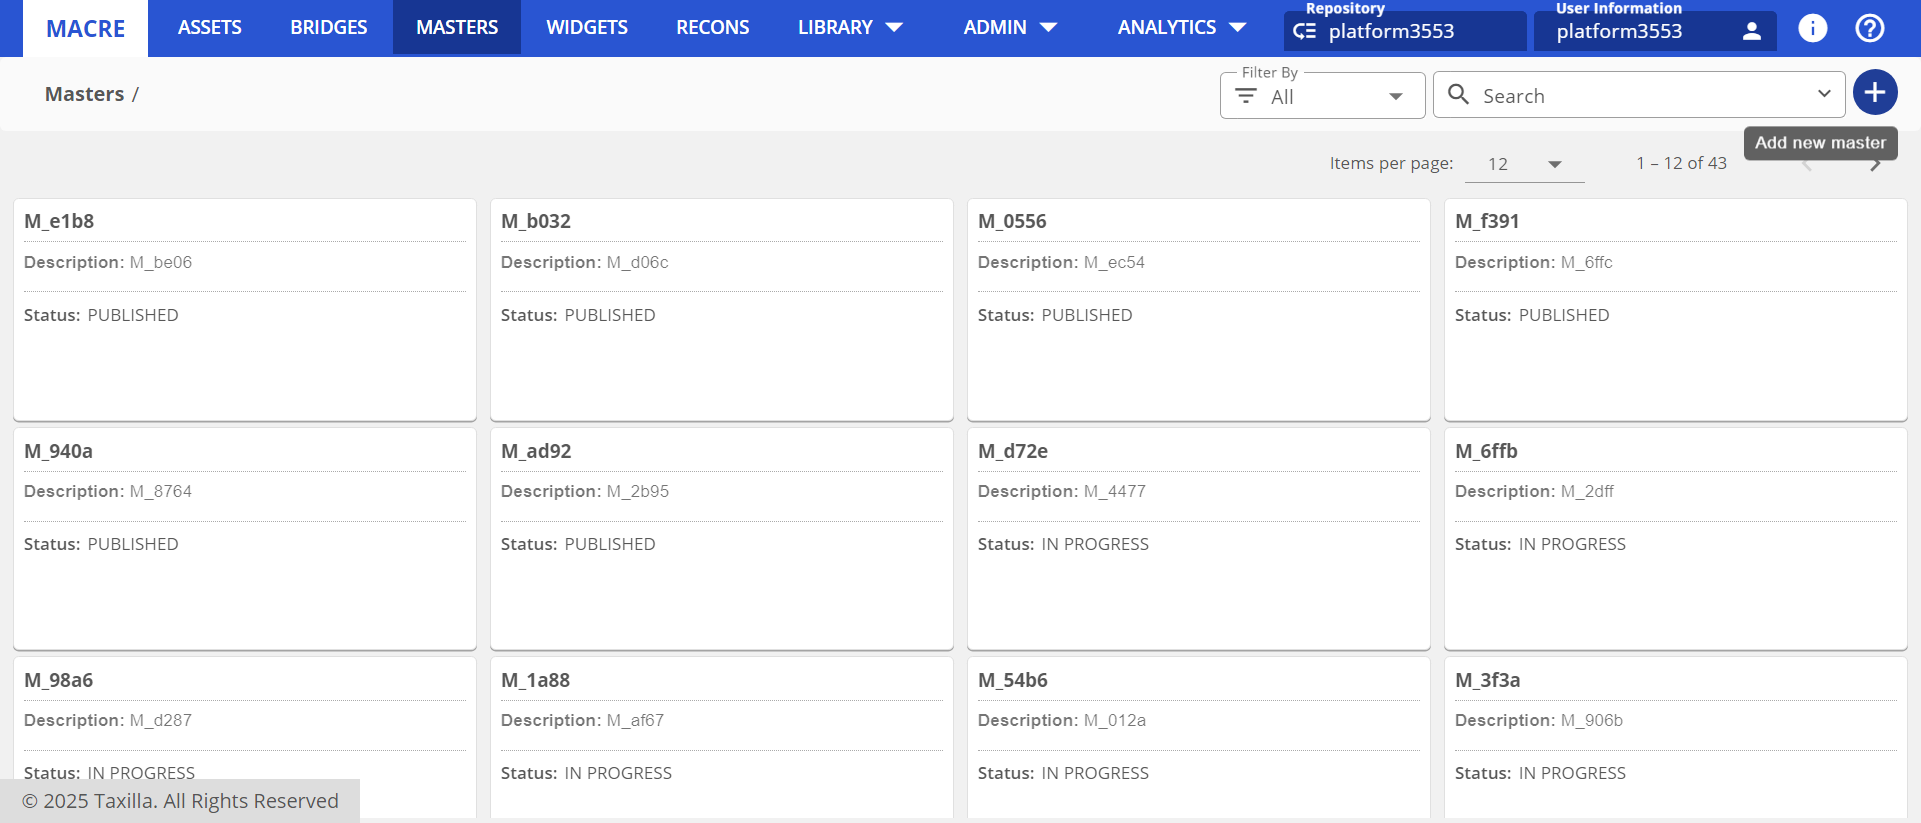 MACRE ASSETS BRIDGES MASTERS WIDGETS RECONS LIBRARY ADMIN ANALYTICS Repository platform3553 User Information platform3553
Masters / Filter By All Search
Add new master
Items per page: 12 1 – 12 of 43
M_e1b8
Description: M_be06
Status: PUBLISHED
M_b032
Description: M_d06c
Status: PUBLISHED
M_0556
Description: M_ec54
Status: PUBLISHED
M_f391
Description: M_6ffc
Status: PUBLISHED
M_940a
Description: M_8764
Status: PUBLISHED
M_ad92
Description: M_2b95
Status: PUBLISHED
M_d72e
Description: M_4477
Status: IN PROGRESS
M_6ffb
Description: M_2dff
Status: IN PROGRESS
M_98a6
Description: M_d287
Status: IN PROGRESS
M_1a88
Description: M_af67
Status: IN PROGRESS
M_54b6
Description: M_012a
Status: IN PROGRESS
M_3f3a
Description: M_906b
Status: IN PROGRESS
© 2025 Taxilla. All Rights Reserved